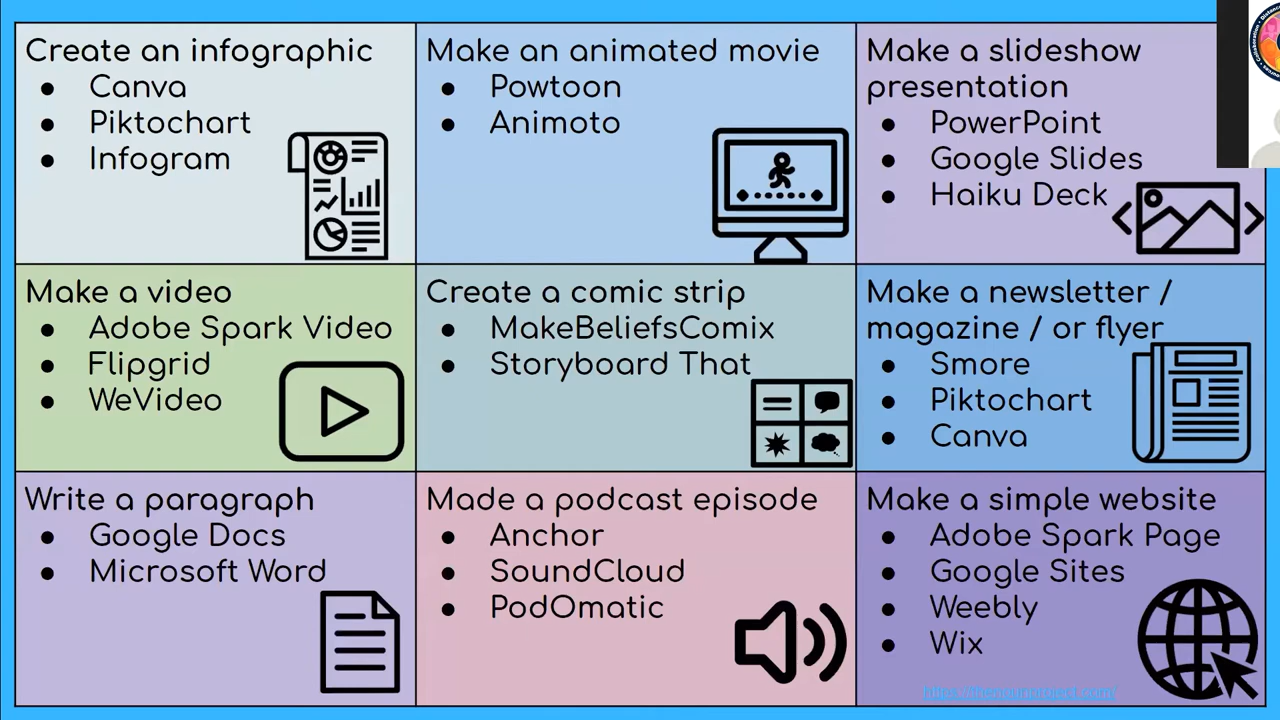 Create an infographic
● Canva
● Piktochart
● Infogram
Make an animated movie
● Powtoon
● Animoto
Make a slideshow
presentation
● PowerPoint
● Google Slides
● Haiku Deck
Make a video
● Adobe Spark Video
● Flipgrid
● WeVideo
Create a comic strip
● MakeBeliefsComix
● Storyboard That
Make a newsletter /
magazine / or flyer
● Smore
● Piktochart
● Canva
Write a paragraph
● Google Docs
● Microsoft Word
Made a podcast episode
● Anchor
● SoundCloud
● PodOmatic
Make a simple website
● Adobe Spark Page
● Google Sites
● Weebly
● Wix
https://thenounproject.com/